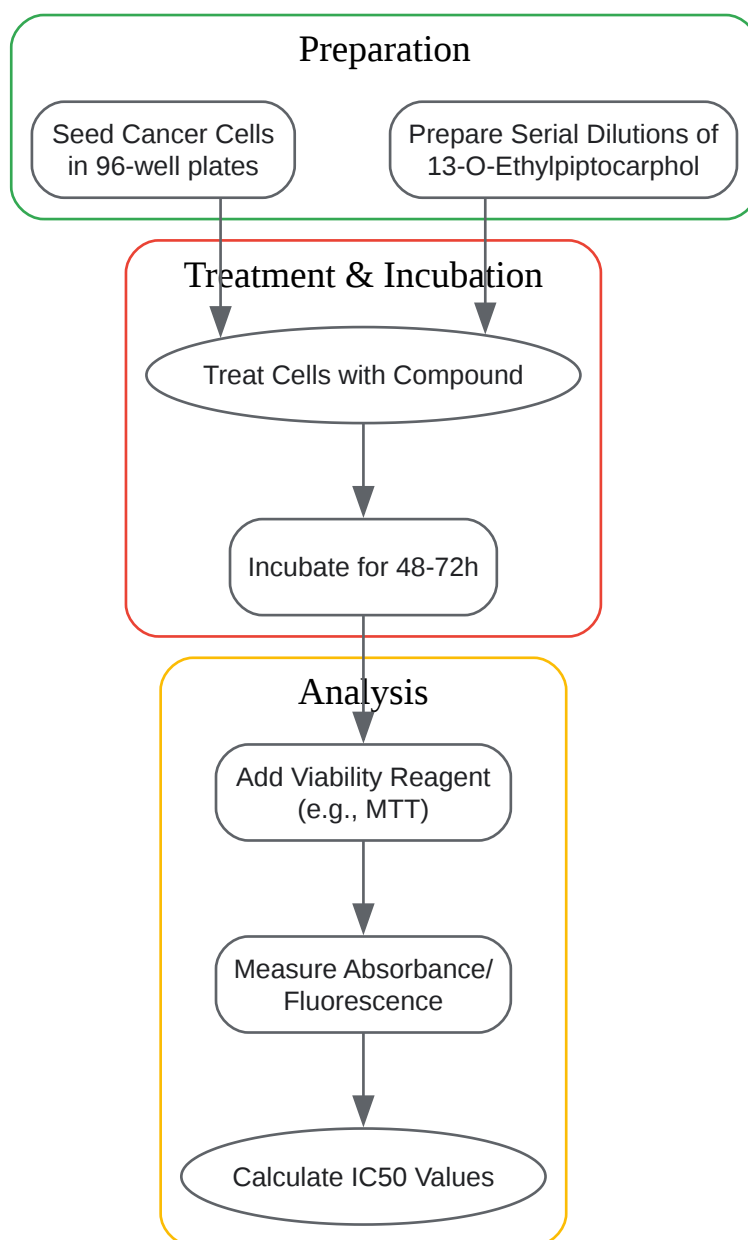 Preparation
Seed Cancer Cells
in 96-well plates
Prepare Serial Dilutions of
13-O-Ethylpiptocarphol
Treatment & Incubation
Treat Cells with Compound
Incubate for 48-72h
Analysis
Add Viability Reagent
(e.g., MTT)
Measure Absorbance/
Fluorescence
Calculate IC50 Values